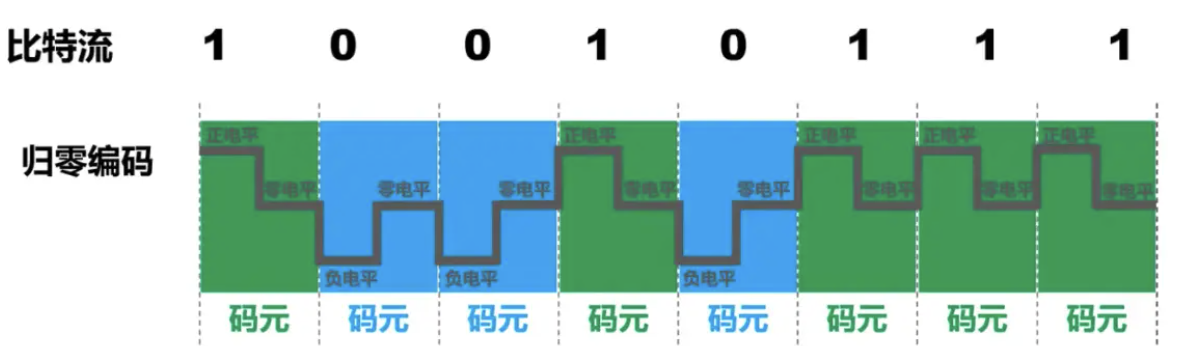 比特流 1 0 0 1 0 1 1 1
正电平 正电平 正电平 正电平 正电平
归零编码
零电平 零电平 零电平 零电平 零电平 零电平 零电平 零电平
负电平 负电平 负电平
码元 码元 码元 码元 码元 码元 码元 码元